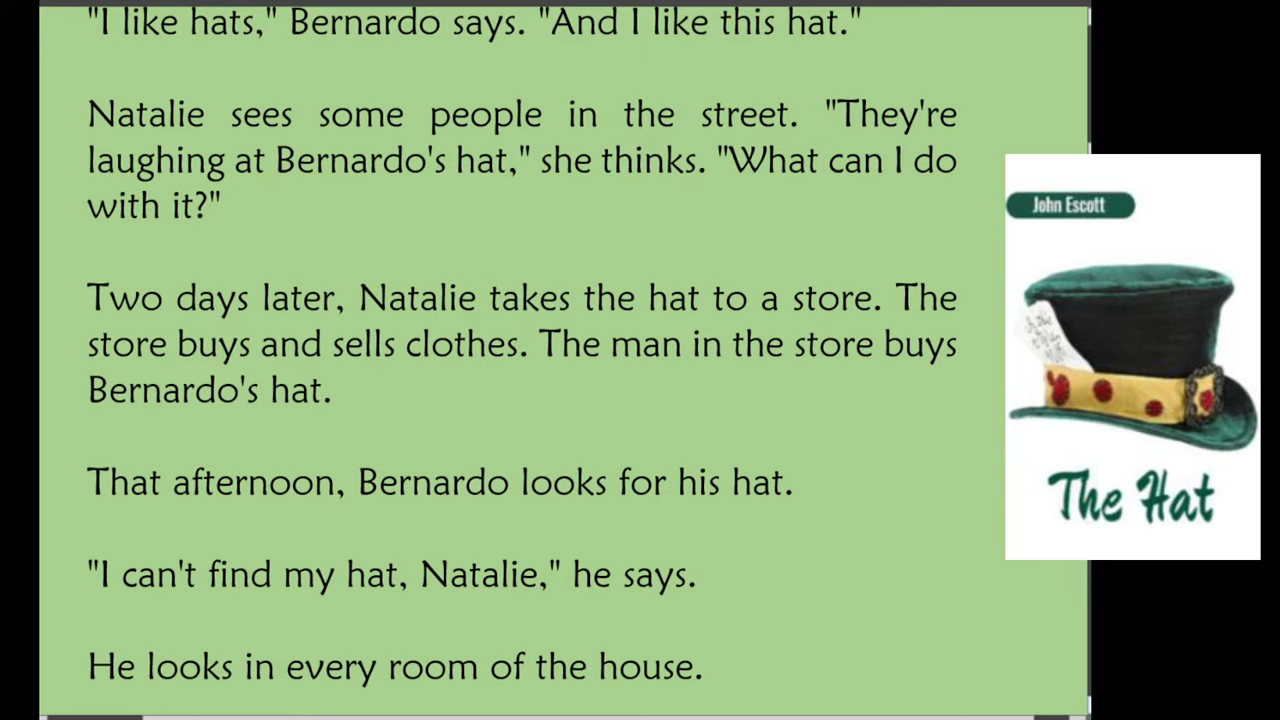 "I like hats," Bernardo says. "And I like this hat."
Natalie sees some people in the street. "They're
laughing at Bernardo's hat," she thinks. "What can I do
with it?"
Two days later, Natalie takes the hat to a store. The
store buys and sells clothes. The man in the store buys
Bernardo's hat.
That afternoon, Bernardo looks for his hat.
"I can't find my hat, Natalie," he says.
He looks in every room of the house.
John Escott
The Hat